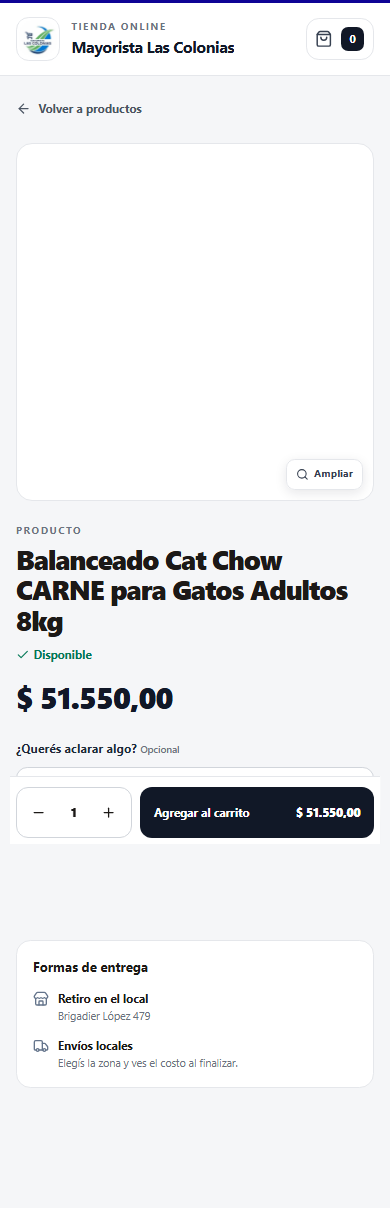 TIENDA ONLINE
Mayorista Las Colonias
0
Volver a productos
Ampliar
PRODUCTO
Balanceado Cat Chow
CARNE para Gatos Adultos
8kg
Disponible
$ 51.550,00
¿Querés aclarar algo? Opcional
1
Agregar al carrito $ 51.550,00
Formas de entrega
Retiro en el local
Brigadier López 479
Envíos locales
Elegís la zona y ves el costo al finalizar.